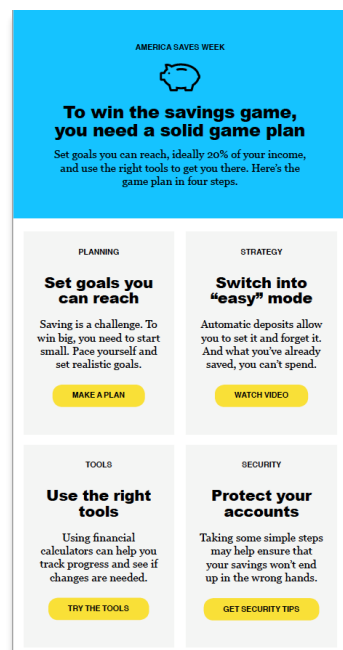 AMERICA SAVES WEEK
To win the savings game,
you need a solid game plan
Set goals you can reach, ideally 20% of your income,
and use the right tools to get you there. Here's the
game plan in four steps.
PLANNING
Set goals you
can reach
Saving is a challenge. To
win big, you need to start
small. Pace yourself and
set realistic goals.
MAKE A PLAN
STRATEGY
Switch into
“easy” mode
Automatic deposits allow
you to set it and forget it.
And what you've already
saved, you can't spend.
WATCH VIDEO
TOOLS
Use the right
tools
Using financial
calculators can help you
track progress and see if
changes are needed.
TRY THE TOOLS
SECURITY
Protect your
accounts
Taking some simple steps
may help ensure that
your savings won't end
up in the wrong hands.
GET SECURITY TIPS